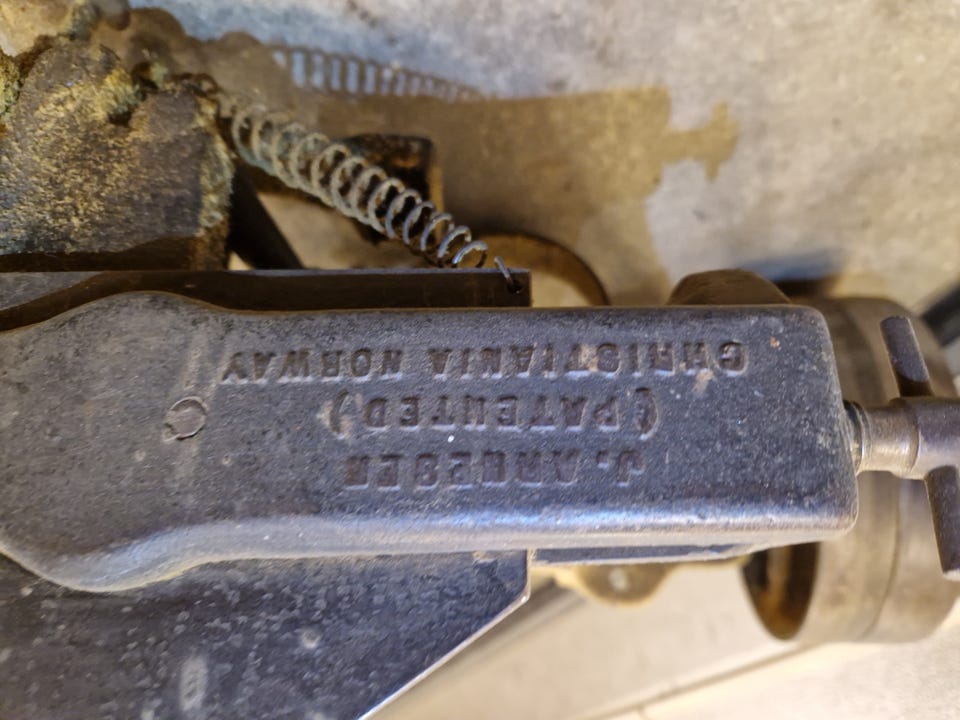 J. ARNESEN
(PATENTED)
CHRISTIANIA NORWAY